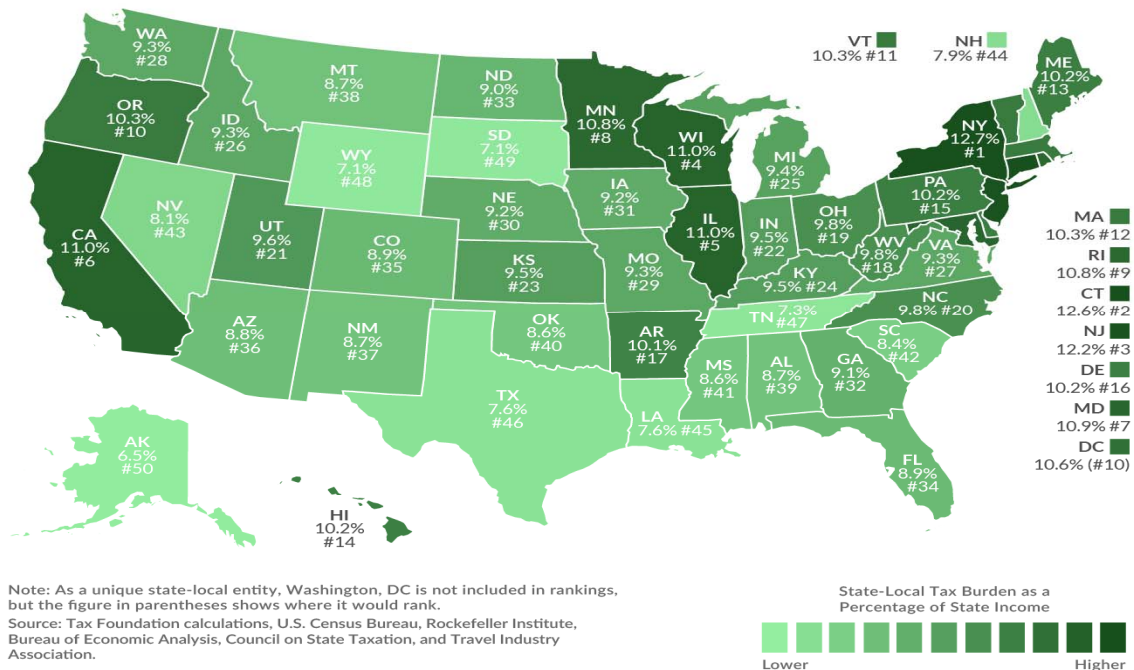 WA
9.3%
#28
MT
8.7%
#38
ND
9.0%
#33
MN
10.8%
#8
VT
10.3% #11
NH
7.9% #44
ME
10.2%
#13
OR
10.3%
#10
ID
9.3%
#26
WY
7.1%
#48
SD
7.1%
#49
WI
11.0%
#4
MI
9.4%
#25
NY
12.7%
#1
NV
8.1%
#43
UT
9.6%
#21
CO
8.9%
#35
NE
9.2%
#30
IA
9.2%
#31
IL
11.0%
#5
IN
9.5%
#22
OH
9.8%
#19
PA
10.2%
#15
CA
11.0%
#6
KS
9.5%
#23
MO
9.3%
#29
KY
9.5% #24
WV
9.8%
#18
VA
9.3%
#27
MA
10.3% #12
RI
10.8% #9
CT
12.6% #2
NJ
12.2% #3
DE
10.2% #16
MD
10.9% #7
DC
10.6% (#10)
AZ
8.8%
#36
NM
8.7%
#37
OK
8.6%
#40
AR
10.1%
#17
TN 7.3%
#47
NC
9.8% #20
SC
8.4%
#42
TX
7.6%
#46
LA
7.6% #45
MS
8.6%
#41
AL
8.7%
#39
GA
9.1%
#32
FL
8.9%
#34
AK
6.5%
#50
HI
10.2%
#14
Note: As a unique state-local entity, Washington, DC is not included in rankings,
but the figure in parentheses shows where it would rank.
Source: Tax Foundation calculations, U.S. Census Bureau, Rockefeller Institute,
Bureau of Economic Analysis, Council on State Taxation, and Travel Industry
Association.
State-Local Tax Burden as a
Percentage of State Income
Lower Higher